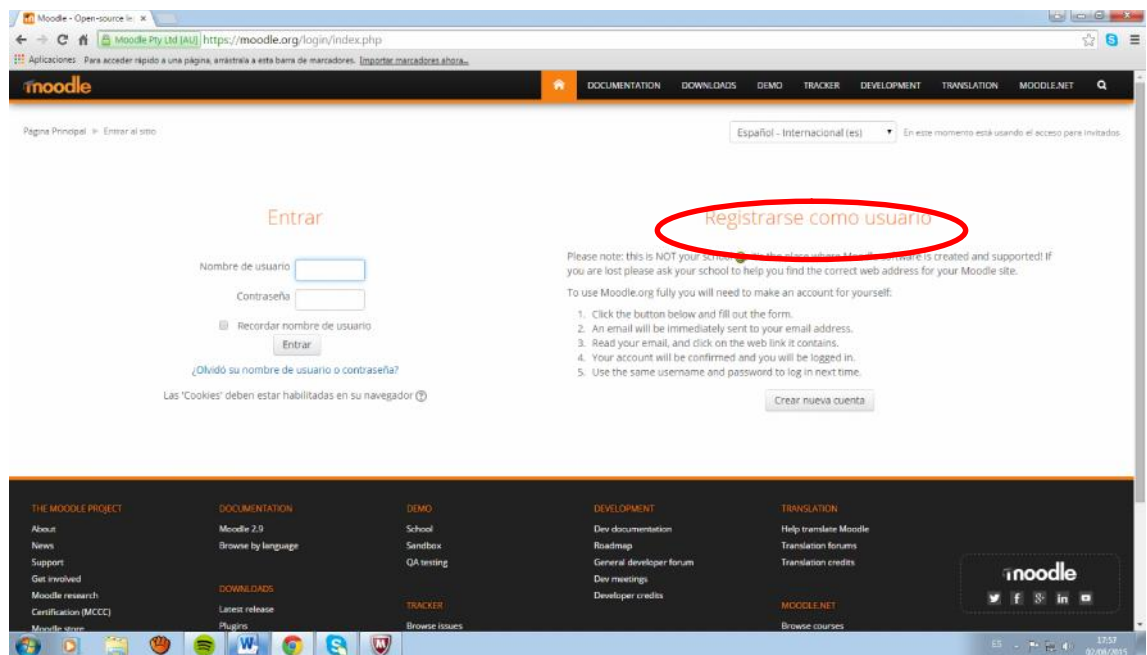 Moodle - Open-source le
Moodle Pty Ltd [AU] https://moodle.org/login/index.php
Aplicaciones Para acceder rápido a una página, arrástrala a esta barra de marcadores. Importar marcadores ahora...
moodle
DOCUMENTATION DOWNLOADS DEMO TRACKER DEVELOPMENT TRANSLATION MOODLE.NET
Página Principal Entrar al sitio
Español - Internacional (es) En este momento está usando el acceso para invitados.
Entrar
Nombre de usuario
Contraseña
Recordar nombre de usuario
Entrar
¿Olvidó su nombre de usuario o contraseña?
Las 'Cookies' deben estar habilitadas en su navegador
Registrarse como usuario
Please note: this is NOT your school It's the place where Moodle software is created and supported! If
you are lost please ask your school to help you find the correct web address for your Moodle site.
To use Moodle.org fully you will need to make an account for yourself:
1. Click the button below and fill out the form.
2. An email will be immediately sent to your email address.
3. Read your email, and click on the web link it contains.
4. Your account will be confirmed and you will be logged in.
5. Use the same username and password to log in next time.
Crear nueva cuenta
THE MOODLE PROJECT
About
News
Support
Get involved
Moodle research
Certification (MCCC)
Moodle store
DOCUMENTATION
Moodle 2.9
Browse by language
DOWNLOADS
Latest release
Plugins
DEMO
School
Sandbox
QA testing
TRACKER
Browse issues
DEVELOPMENT
Dev documentation
Roadmap
General developer forum
Dev meetings
Developer credits
TRANSLATION
Help translate Moodle
Translation forums
Translation credits
MOODLE.NET
Browse courses
moodle
ES
17:57
02/08/2015